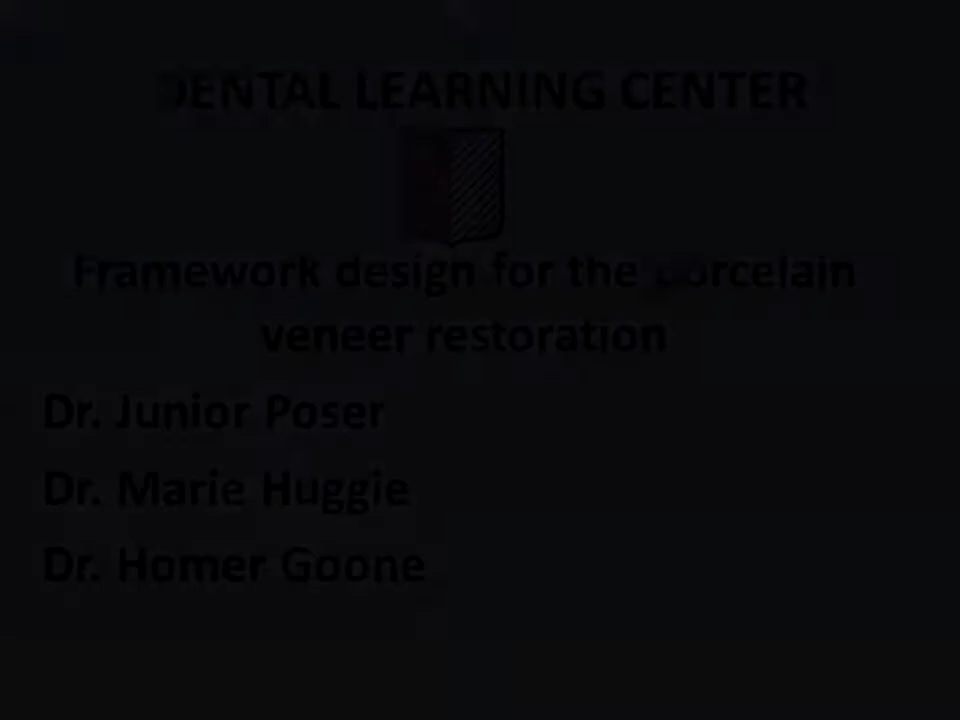 DENTAL LEARNING CENTER
Framework design for the porcelain
veneer restoration
Dr. Junior Poser
Dr. Marie Huggie
Dr. Homer Goone